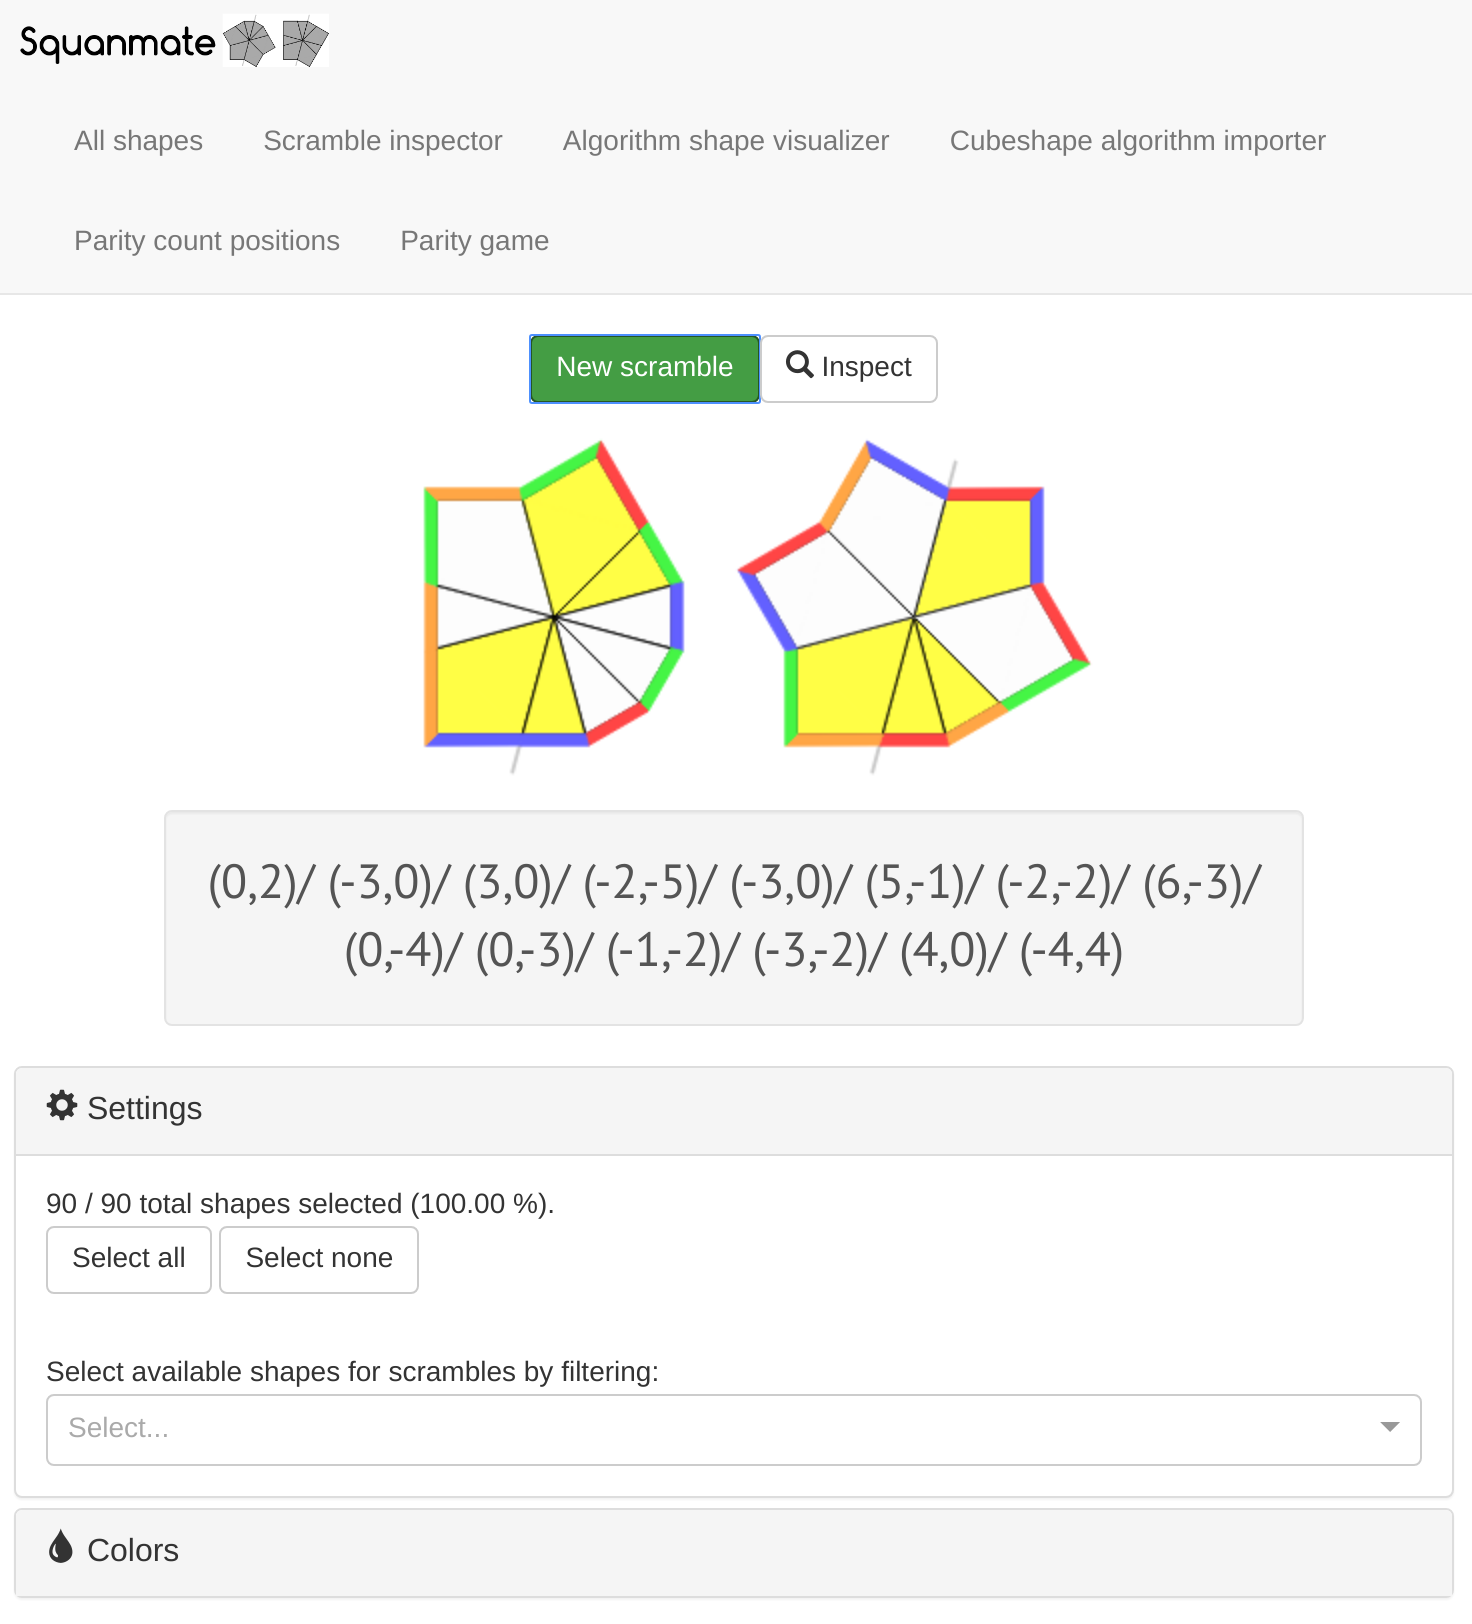 Squanmate
All shapes Scramble inspector Algorithm shape visualizer Cubeshape algorithm importer
Parity count positions Parity game
New scramble Inspect
(0,2)/ (-3,0)/ (3,0)/ (-2,-5)/ (-3,0)/ (5,-1)/ (-2,-2)/ (6,-3)/
(0,-4)/ (0,-3)/ (-1,-2)/ (-3,-2)/ (4,0)/ (-4,4)
Settings
90 / 90 total shapes selected (100.00 %).
Select all Select none
Select available shapes for scrambles by filtering:
Select...
Colors